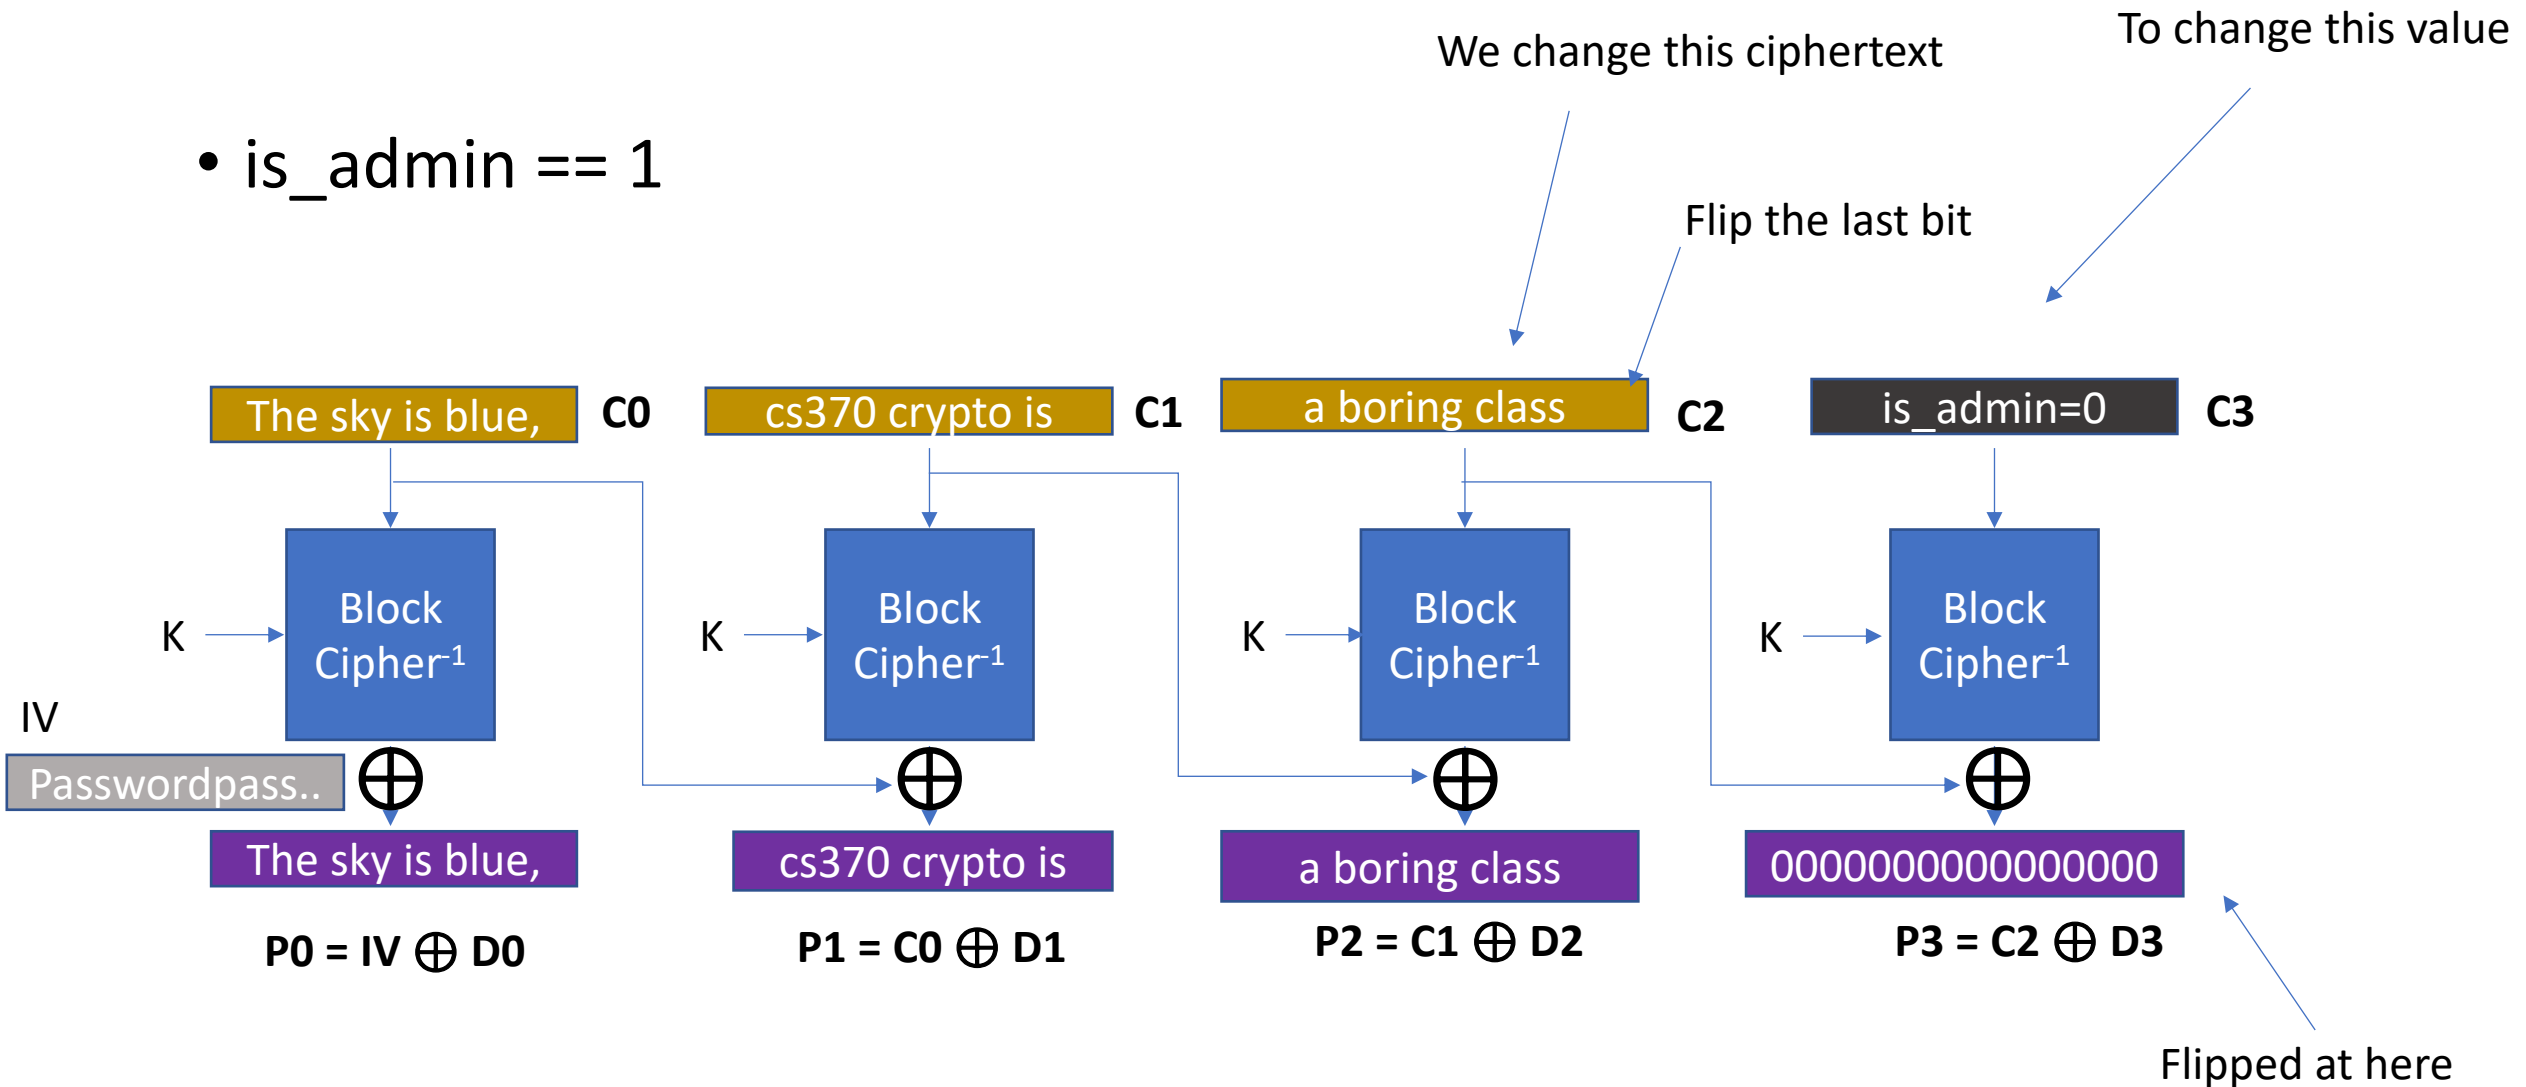 To change this value
We change this ciphertext
• is_admin == 1
Flip the last bit
The sky is blue, C0
cs370 crypto is C1
a boring class C2
is_admin=0 C3
K
Block
Cipher-1
K
Block
Cipher-1
K
Block
Cipher-1
K
Block
Cipher-1
IV
Passwordpass..
The sky is blue,
cs370 crypto is
a boring class
0000000000000000
P0 = IV ⊕ D0
P1 = C0 ⊕ D1
P2 = C1 ⊕ D2
P3 = C2 ⊕ D3
Flipped at here